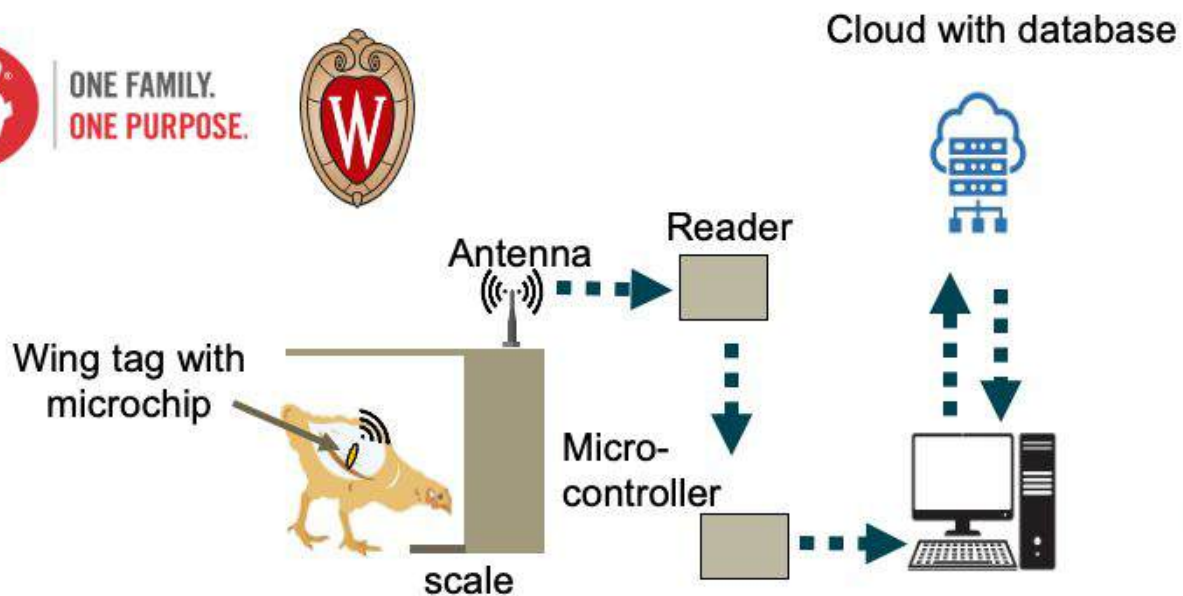 Cloud with database
ONE FAMILY.
ONE PURPOSE.
W
Reader
Antenna
Wing tag with
microchip
Micro-
controller
scale